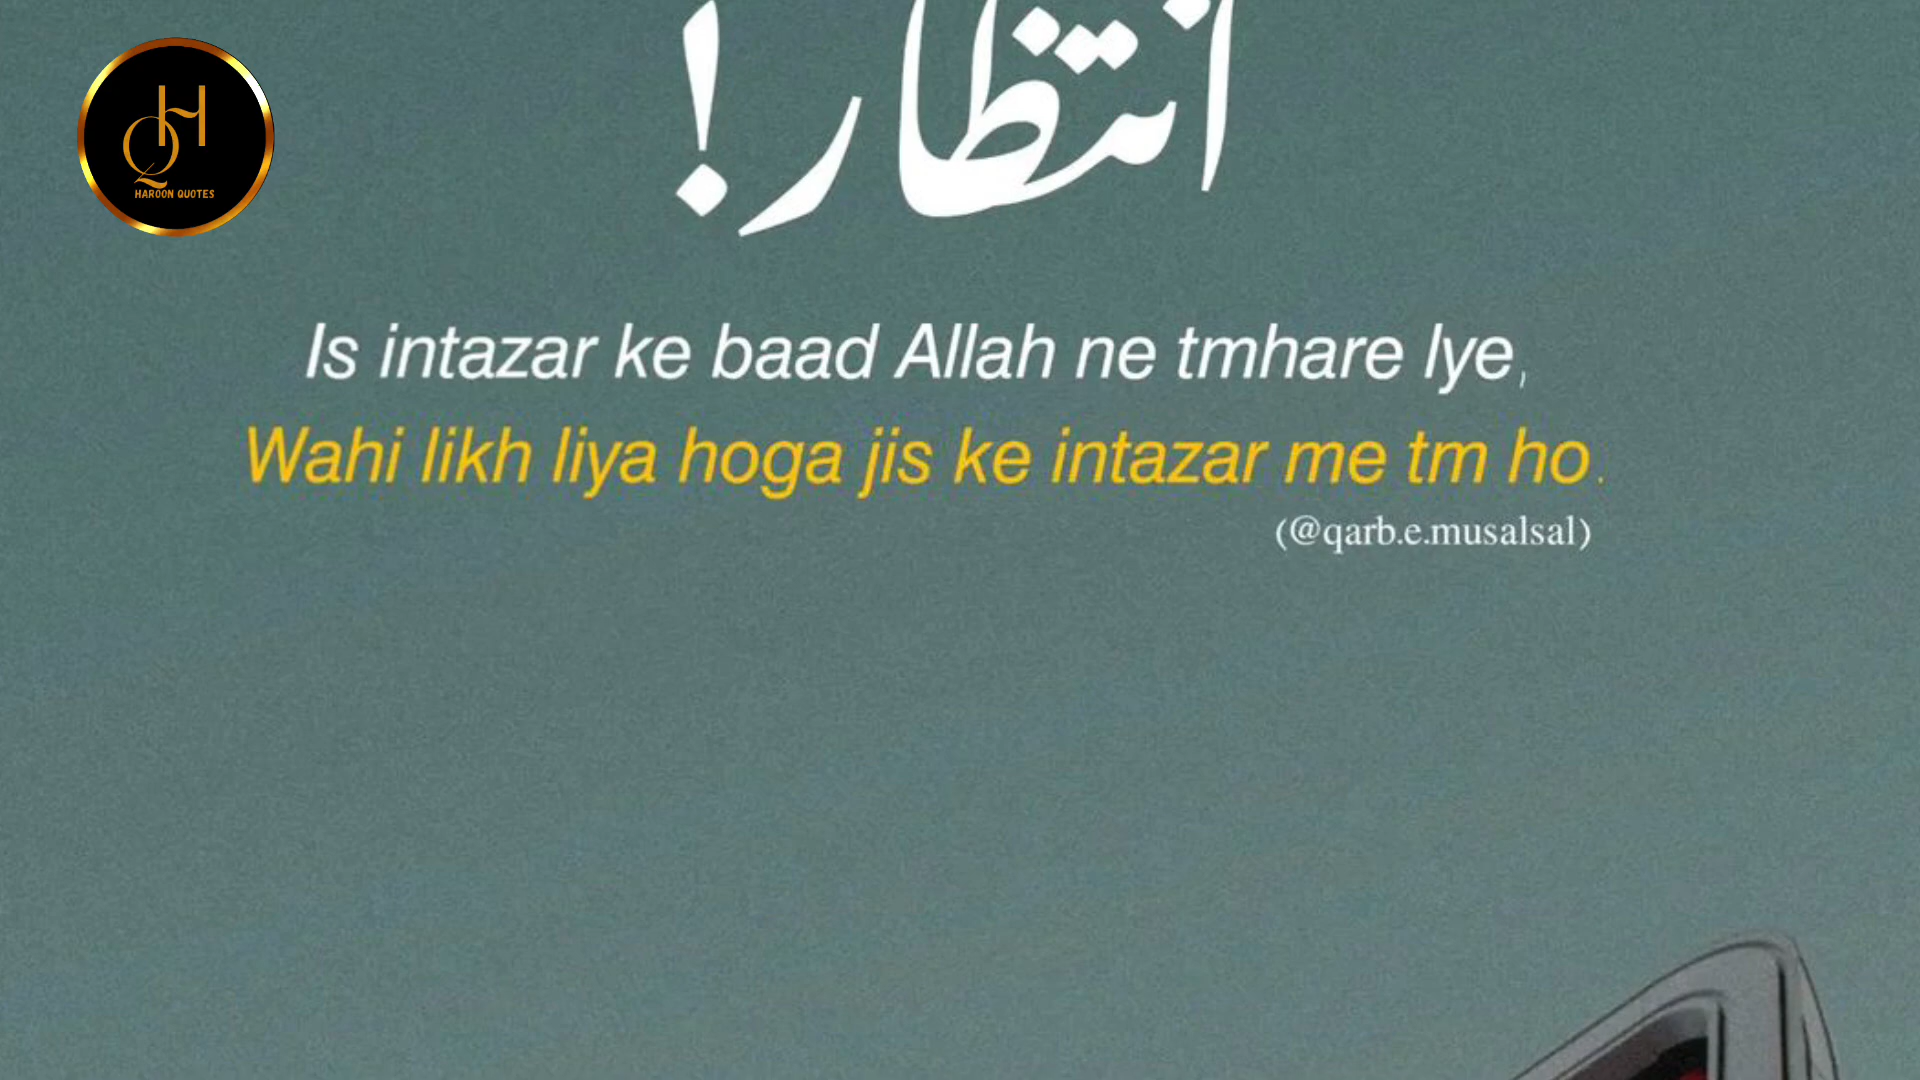 انتظار!
HQ
HAROON QUOTES
Is intazar ke baad Allah ne tmhare lye,
Wahi likh liya hoga jis ke intazar me tm ho.
(@qarb.e.musalsal)